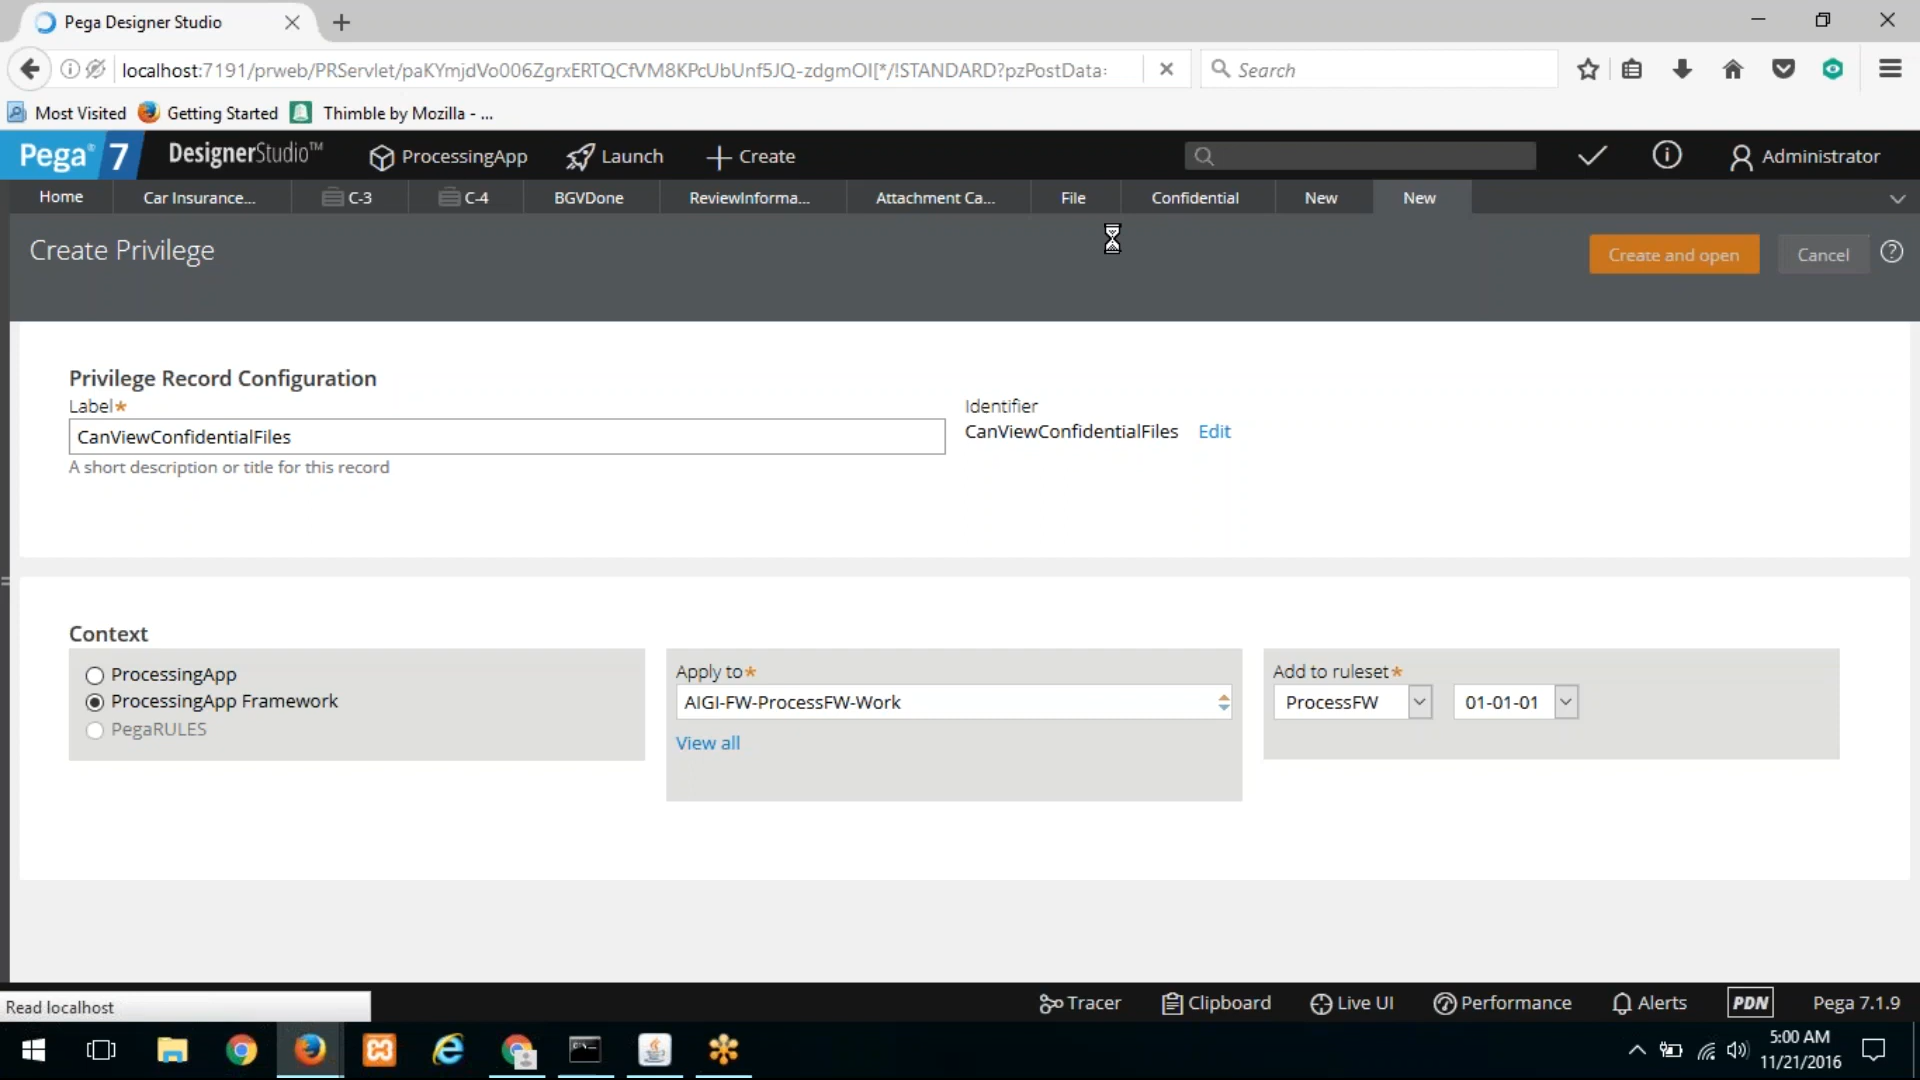 Pega Designer Studio
localhost:7191/prweb/PRServlet/paKYmjdVo006ZgrxERTQCfVM8KPcUbUnf5JQ-zdgmOI[*/!STANDARD?pzPostData=
Search
Most Visited Getting Started Thimble by Mozilla - ...
Pega® 7 DesignerStudio™ ProcessingApp Launch Create Administrator
Home Car Insurance... C-3 C-4 BGVDone ReviewInforma... Attachment Ca... File Confidential New New
Create Privilege Create and open Cancel
Privilege Record Configuration
Label* Identifier
CanViewConfidentialFiles CanViewConfidentialFiles Edit
A short description or title for this record
Context
ProcessingApp Apply to* Add to ruleset*
ProcessingApp Framework AIGI-FW-ProcessFW-Work ProcessFW 01-01-01
PegaRULES View all
Read localhost Tracer Clipboard Live UI Performance Alerts PDN Pega 7.1.9
5:00 AM
11/21/2016